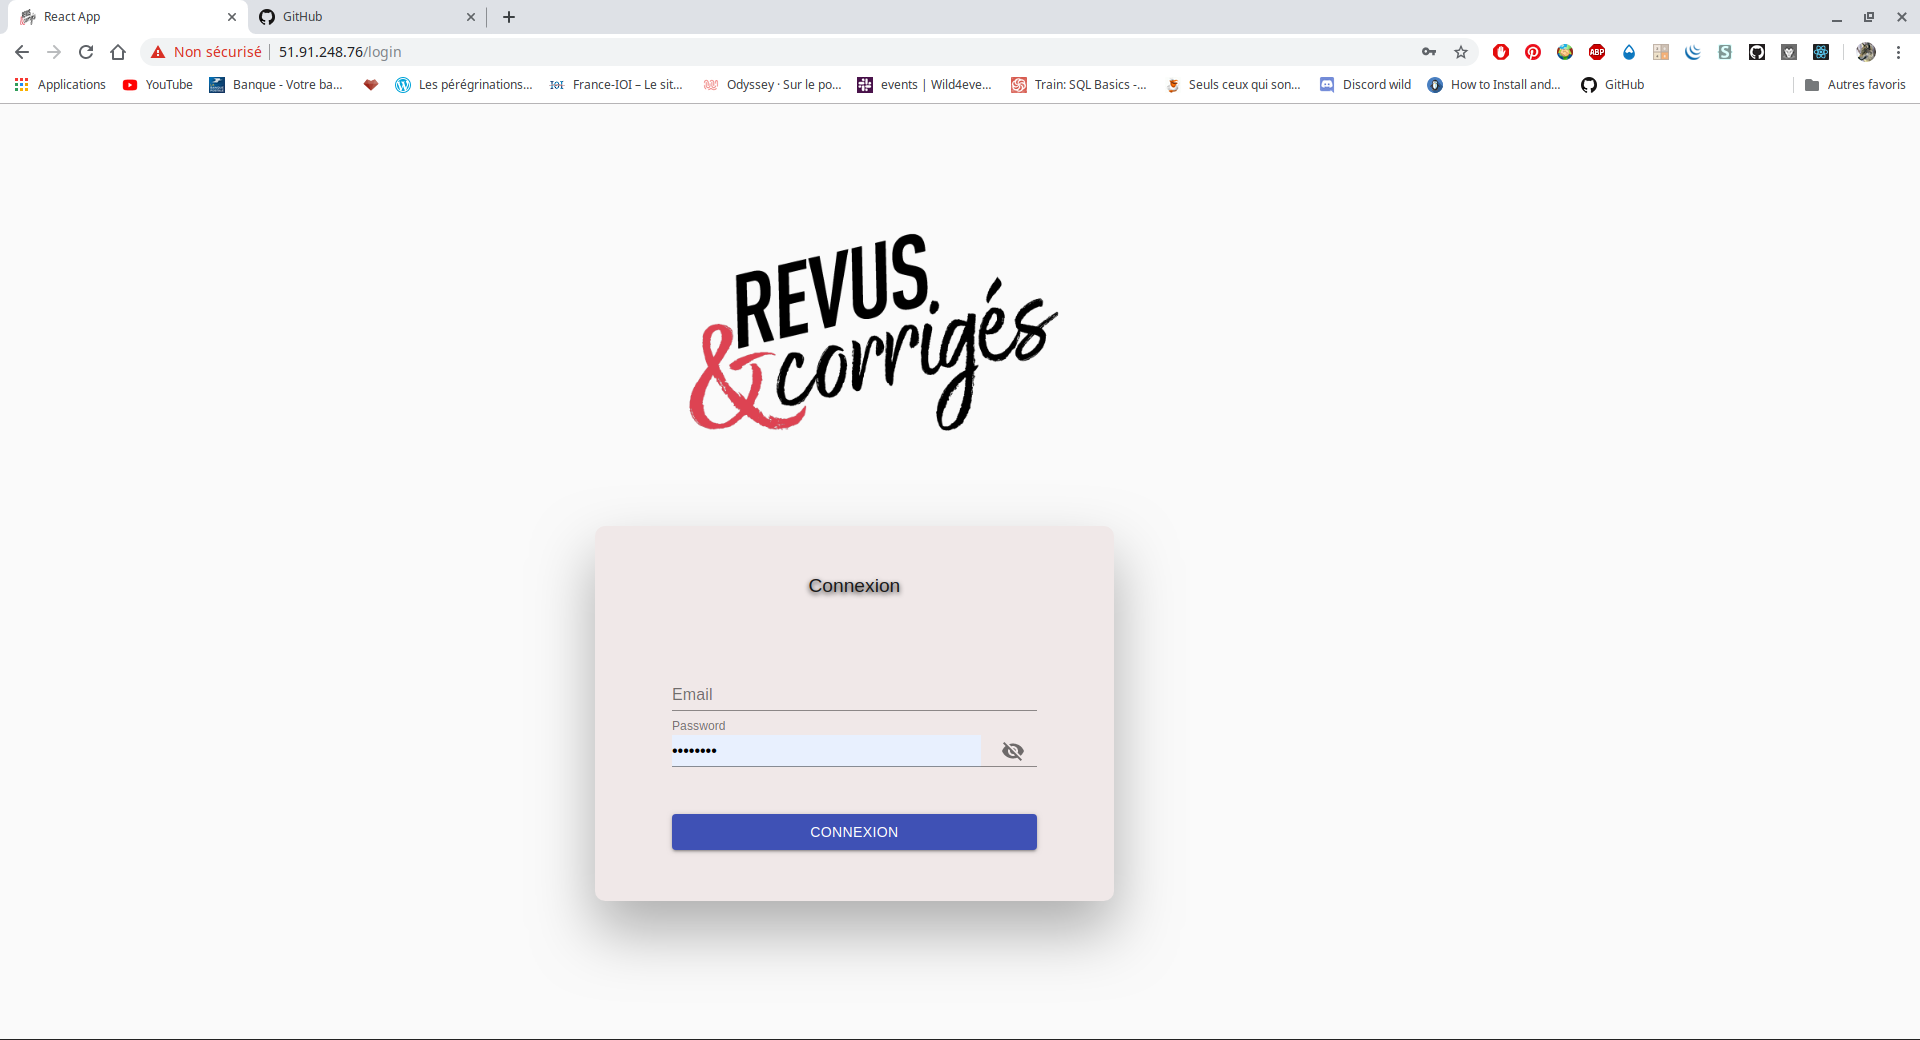 React App
GitHub
Non sécurisé
51.91.248.76/login
ABP
Applications
YouTube
Banque - Votre ba...
Les pérégrinations...
France-IOI – Le sit...
Odyssey · Sur le po...
events | Wild4eve...
Train: SQL Basics -...
Seuls ceux qui son...
Discord wild
How to Install and...
GitHub
Autres favoris
REVUS
& corrigés
Connexion
Email
Password
••••••••
CONNEXION